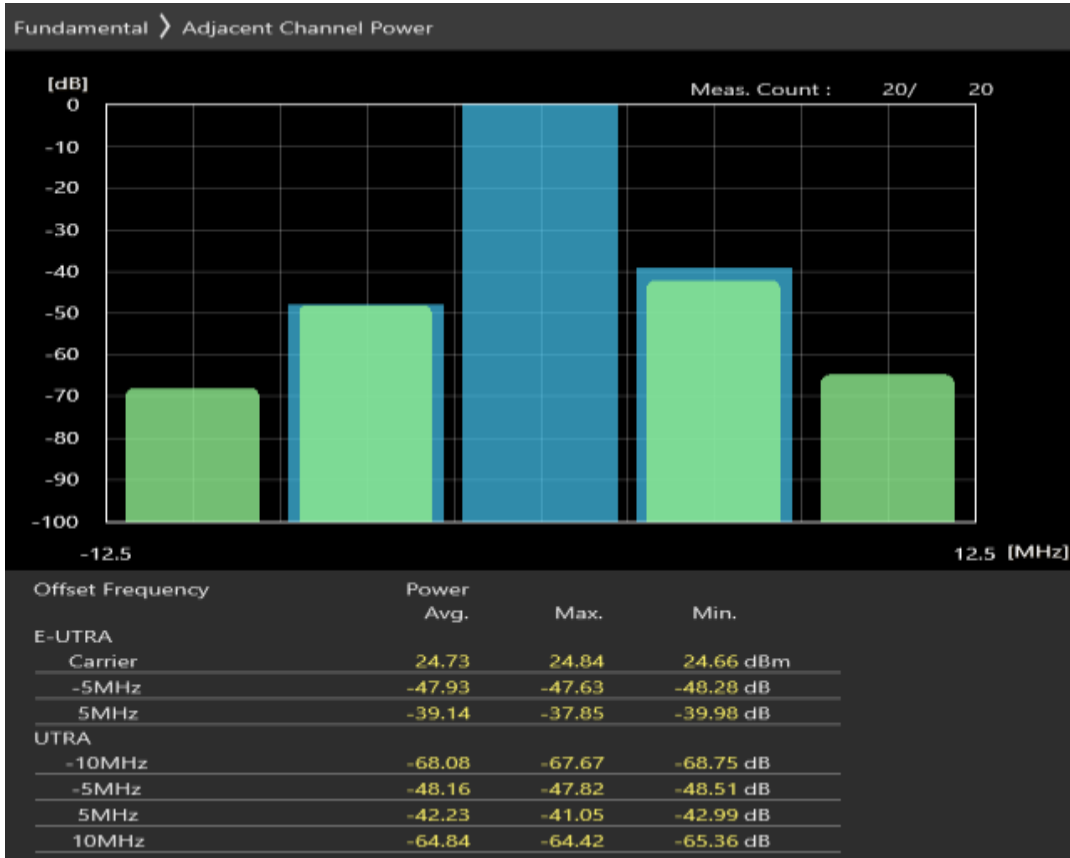 Fundamental 〉 Adjacent Channel Power
[dB]
Meas. Count : 20/ 20
0
-10
-20
-30
-40
-50
-60
-70
-80
-90
-100
-12.5 12.5 [MHz]
Offset Frequency Power
Avg. Max. Min.
E-UTRA
Carrier 24.73 24.84 24.66 dBm
-5MHz -47.93 -47.63 -48.28 dB
5MHz -39.14 -37.85 -39.98 dB
UTRA
-10MHz -68.08 -67.67 -68.75 dB
-5MHz -48.16 -47.82 -48.51 dB
5MHz -42.23 -41.05 -42.99 dB
10MHz -64.84 -64.42 -65.36 dB